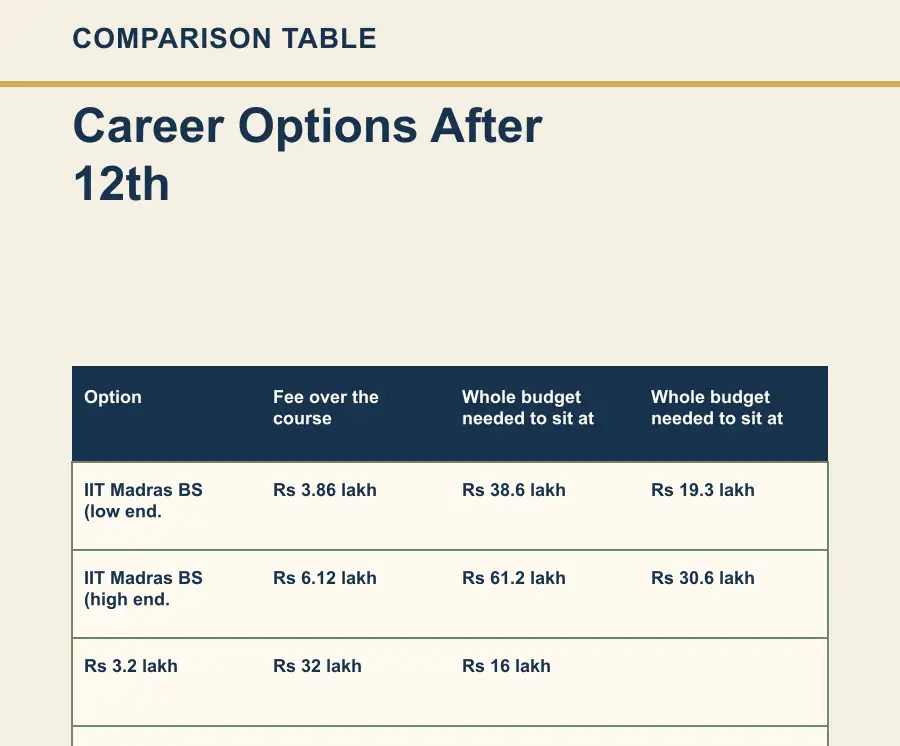 COMPARISON TABLE
Career Options After
12th
Option
Fee over the
course
Whole budget
needed to sit at
Whole budget
needed to sit at
IIT Madras BS
(low end.
Rs 3.86 lakh
Rs 38.6 lakh
Rs 19.3 lakh
IIT Madras BS
(high end.
Rs 6.12 lakh
Rs 61.2 lakh
Rs 30.6 lakh
Rs 3.2 lakh
Rs 32 lakh
Rs 16 lakh